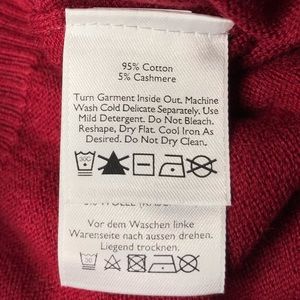 95% Cotton
5% Cashmere
Turn Garment Inside Out. Machine
Wash Cold Delicate Separately, Use
Mild Detergent. Do Not Bleach.
Reshape, Dry Flat. Cool Iron As
Desired. Do Not Dry Clean.
30C
Vor dem Waschen linke
Warenseite nach aussen drehen.
Liegend trocknen.
30